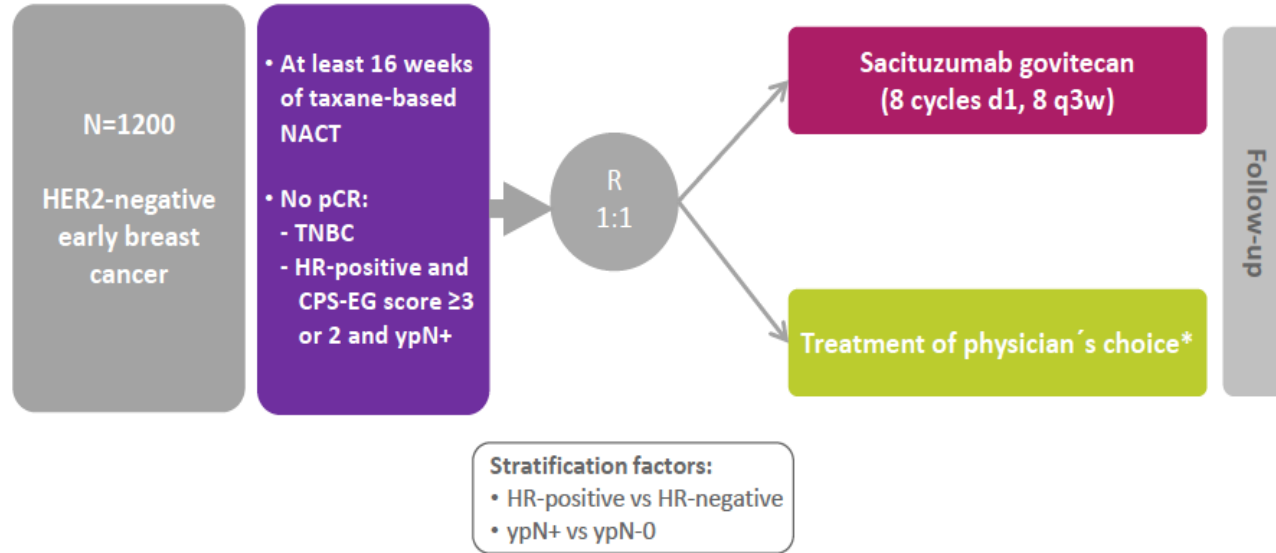 N=1200
HER2-negative
early breast
cancer
• At least 16 weeks
of taxane-based
NACT
• No pCR:
- TNBC
- HR-positive and
CPS-EG score ≥3
or 2 and ypN+
R
1:1
Sacituzumab govitecan
(8 cycles d1, 8 q3w)
Treatment of physician´s choice*
Follow-up
Stratification factors:
• HR-positive vs HR-negative
• ypN+ vs ypN-0